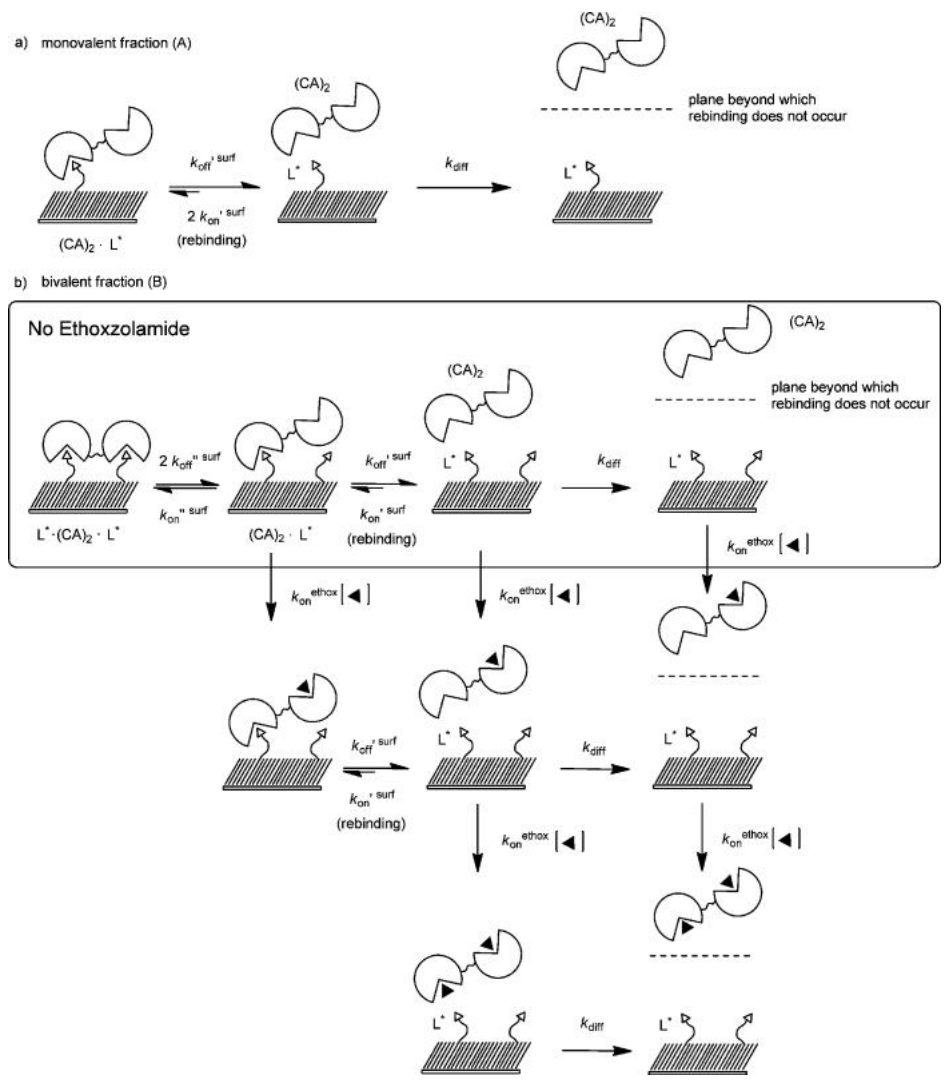 a) monovalent fraction (A)
(CA)2
(CA)2
plane beyond which
rebinding does not occur
koff' surf
L*
kdiff
L*
2 kon' surf
(rebinding)
(CA)2 · L*
b) bivalent fraction (B)
No Ethoxzolamide
(CA)2
(CA)2
plane beyond which
rebinding does not occur
2 koff'' surf
koff' surf
L*
kdiff
L*
kon'' surf
kon' surf
(rebinding)
L*·(CA)2 · L*
(CA)2 · L*
kon ethox [◄]
kon ethox [◄]
kon ethox [◄]
koff' surf
L*
kdiff
L*
kon' surf
(rebinding)
kon ethox [◄]
kon ethox [◄]
L*
kdiff
L*